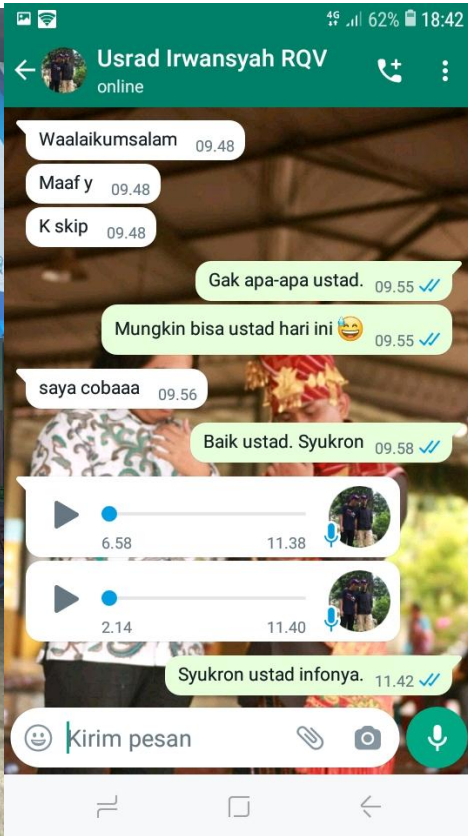 4G 62% 18:42
Usrad Irwansyah RQV
online
Waalaikumsalam 09.48
Maaf y 09.48
K skip 09.48
Gak apa-apa ustad. 09.55
Mungkin bisa ustad hari ini 😅 09.55
saya cobaaa 09.56
Baik ustad. Syukron 09.58
6.58 11.38
2.14 11.40
Syukron ustad infonya. 11.42
Kirim pesan